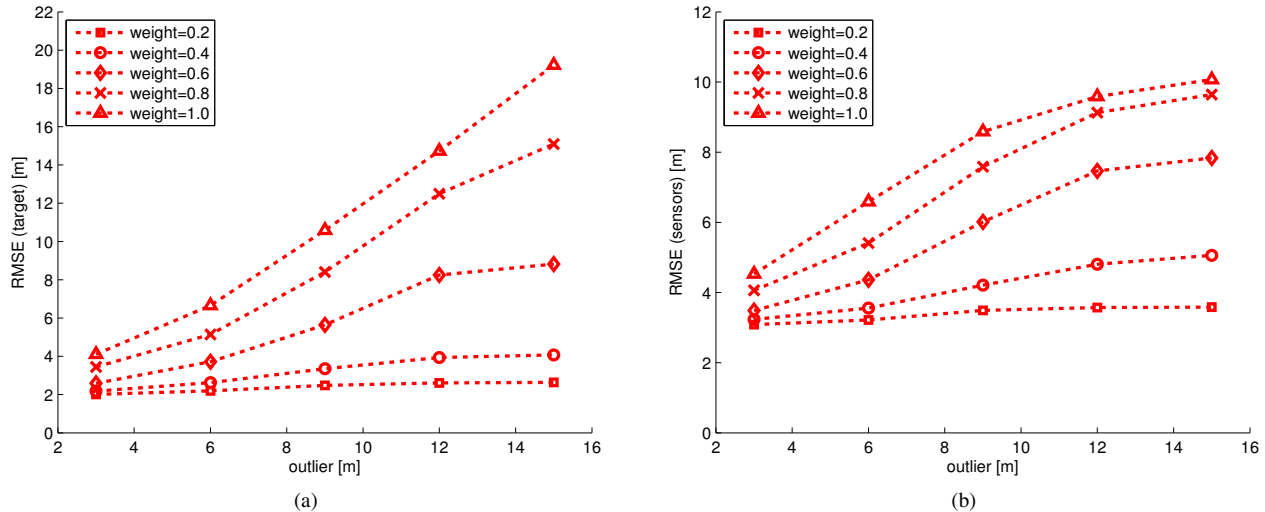 22
20
18
16
14
12
10
8
6
4
2
0
RMSE (target) [m]
weight=0.2
weight=0.4
weight=0.6
weight=0.8
weight=1.0
2
4
6
8
10
12
14
16
outlier [m]
(a)
12
10
8
6
4
2
0
RMSE (sensors) [m]
weight=0.2
weight=0.4
weight=0.6
weight=0.8
weight=1.0
2
4
6
8
10
12
14
16
outlier [m]
(b)